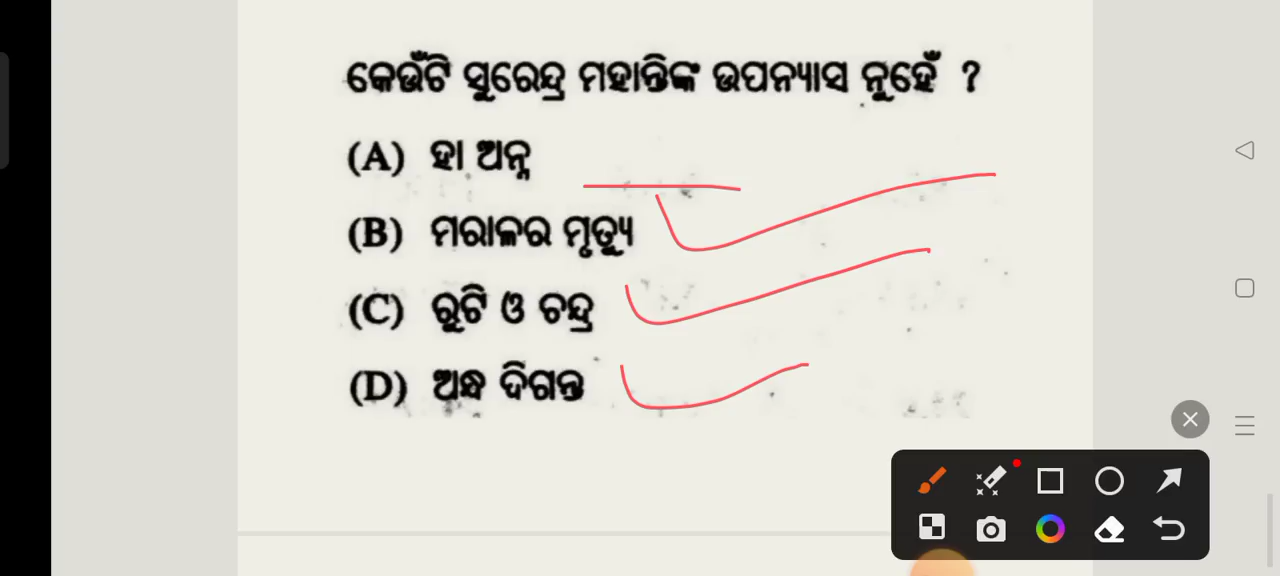 କେଉଁଟି ସୁରେନ୍ଦ୍ର ମହାନ୍ତିଙ୍କ ଉପନ୍ୟାସ ନୁହେଁ ?
(A) ହା ଅନ୍ନ
(B) ମରାଳର ମୃତ୍ୟୁ
(C) ରୁଟି ଓ ଚନ୍ଦ୍ର
(D) ଅନ୍ଧ ଦିଗନ୍ତ